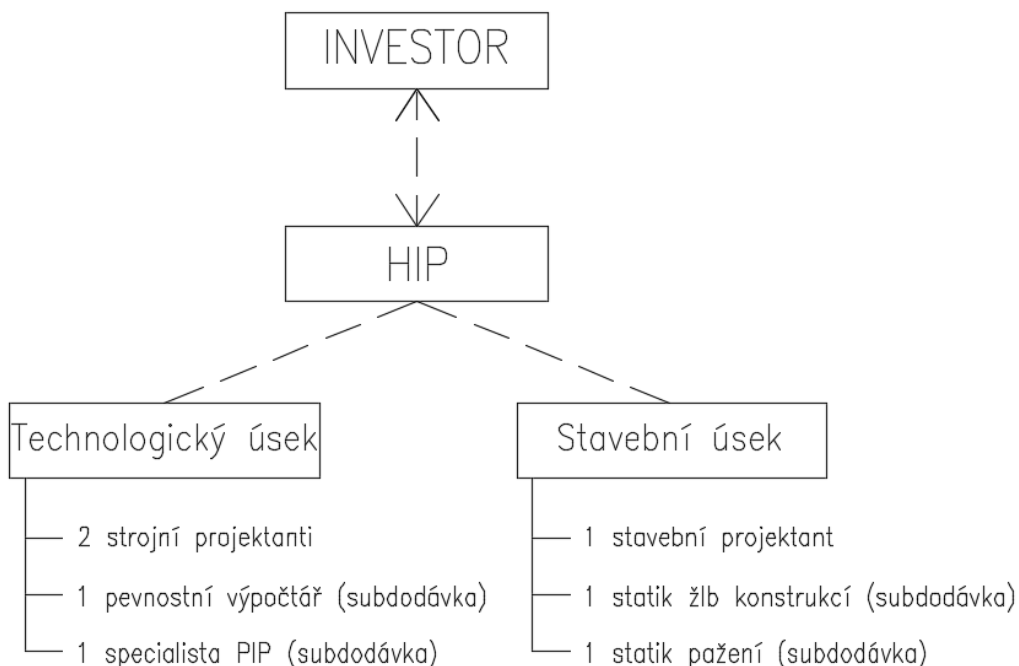 INVESTOR
HIP
Technologický úsek
2 strojní projektanti
1 pevnostní výpočtář (subdodávka)
1 specialista PIP (subdodávka)
Stavební úsek
1 stavební projektant
1 statik žlb konstrukcí (subdodávka)
1 statik pažení (subdodávka)